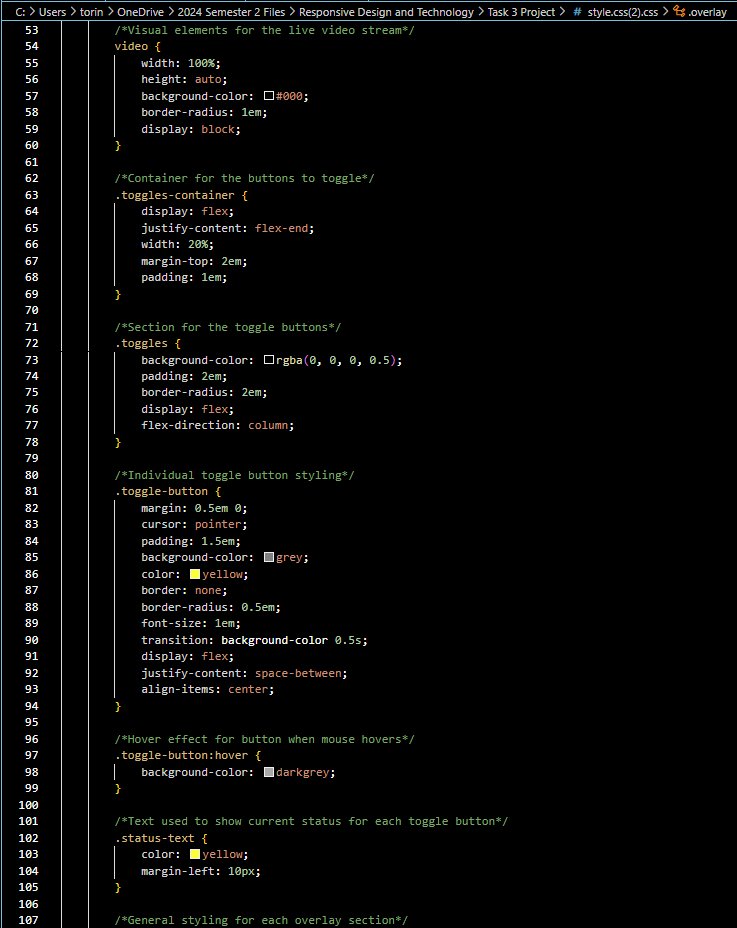 C: > Users > torin > OneDrive > 2024 Semester 2 Files > Responsive Design and Technology > Task 3 Project > # style.css(2).css > .overlay
53 /*Visual elements for the live video stream*/
54 video {
55 width: 100%;
56 height: auto;
57 background-color: #000;
58 border-radius: 1em;
59 display: block;
60 }
61
62 /*Container for the buttons to toggle*/
63 .toggles-container {
64 display: flex;
65 justify-content: flex-end;
66 width: 20%;
67 margin-top: 2em;
68 padding: 1em;
69 }
70
71 /*Section for the toggle buttons*/
72 .toggles {
73 background-color: rgba(0, 0, 0, 0.5);
74 padding: 2em;
75 border-radius: 2em;
76 display: flex;
77 flex-direction: column;
78 }
79
80 /*Individual toggle button styling*/
81 .toggle-button {
82 margin: 0.5em 0;
83 cursor: pointer;
84 padding: 1.5em;
85 background-color: grey;
86 color: yellow;
87 border: none;
88 border-radius: 0.5em;
89 font-size: 1em;
90 transition: background-color 0.5s;
91 display: flex;
92 justify-content: space-between;
93 align-items: center;
94 }
95
96 /*Hover effect for button when mouse hovers*/
97 .toggle-button:hover {
98 background-color: darkgrey;
99 }
100
101 /*Text used to show current status for each toggle button*/
102 .status-text {
103 color: yellow;
104 margin-left: 10px;
105 }
106
107 /*General styling for each overlay section*/